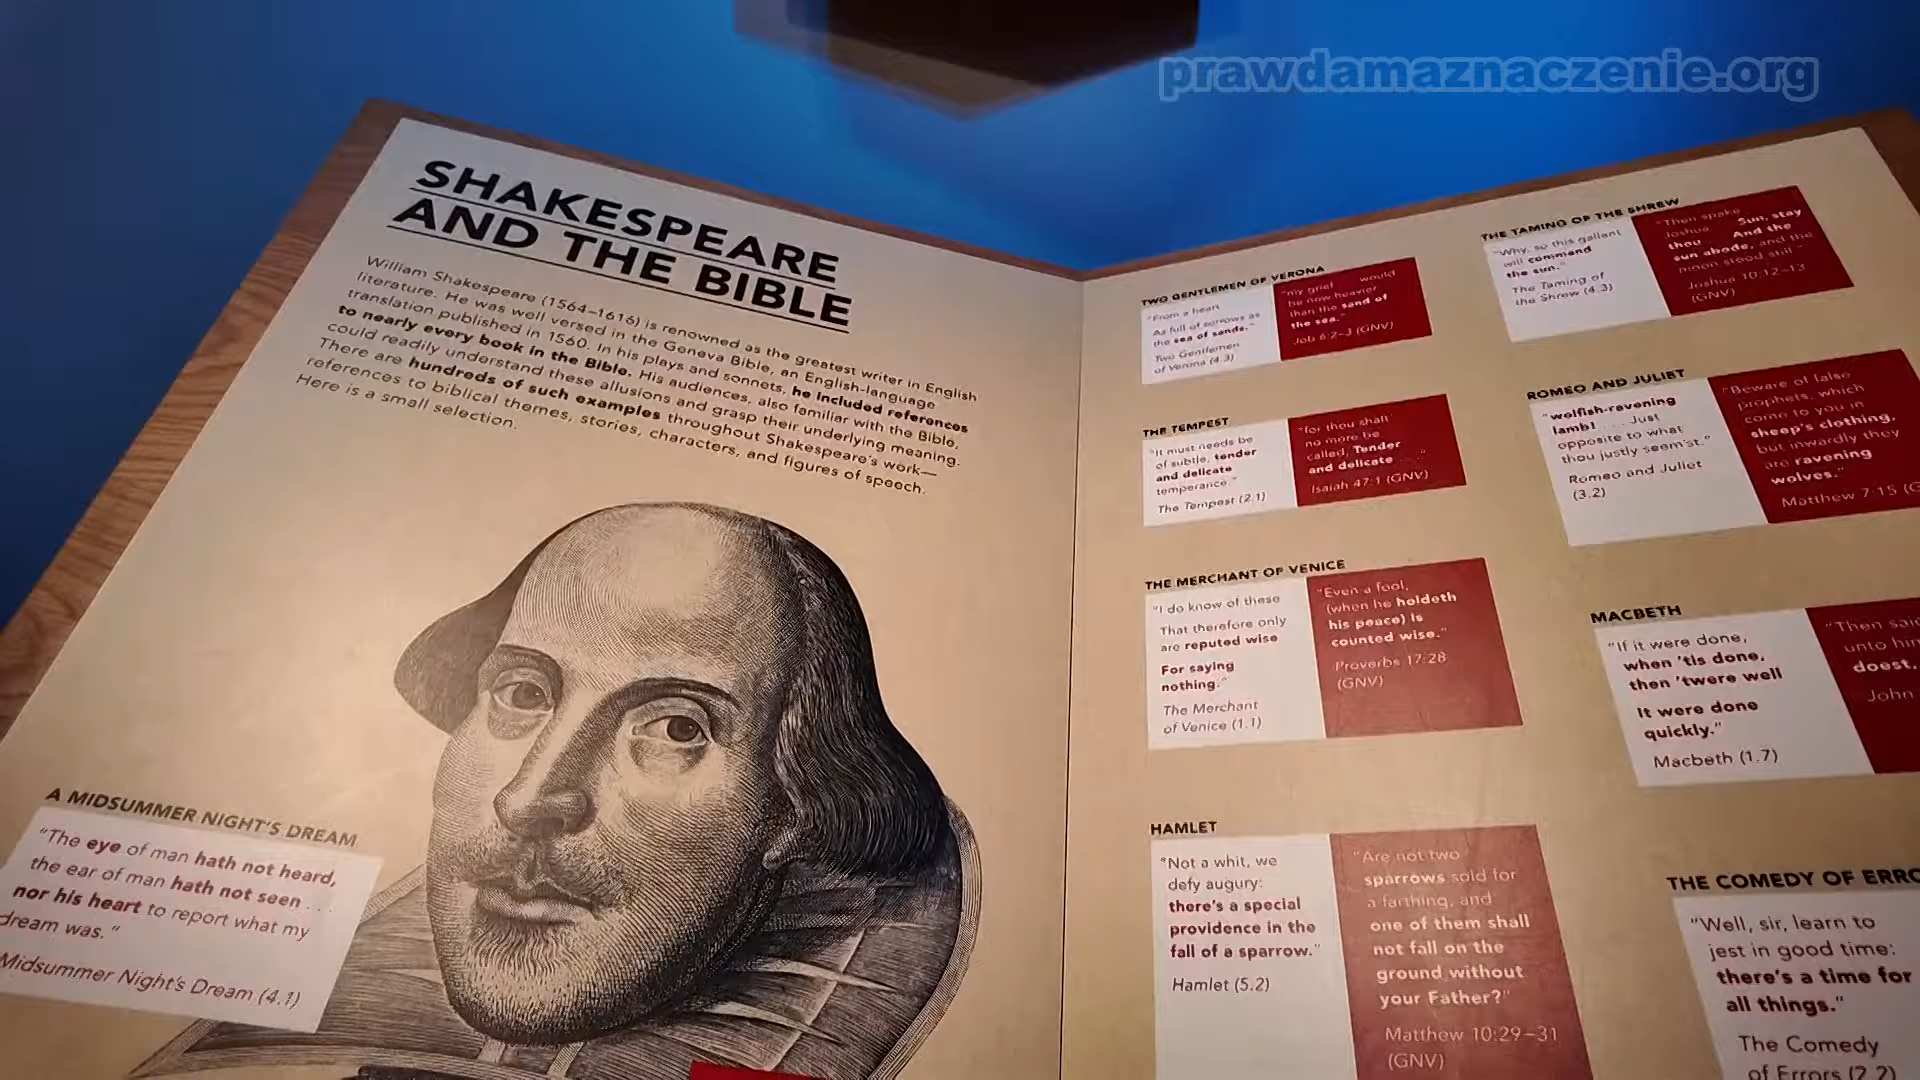 prawdamaznaczenie.org
SHAKESPEARE
AND THE BIBLE
William Shakespeare (1564–1616) is renowned as the greatest writer in English
literature. He was well versed in the Geneva Bible, an English-language
translation published in 1560. In his plays and sonnets, he included references
to nearly every book in the Bible. His audiences, also familiar with the Bible,
could readily understand these allusions and grasp their underlying meaning.
There are hundreds of such examples throughout Shakespeare's work—
references to biblical themes, stories, characters, and figures of speech.
Here is a small selection.
A MIDSUMMER NIGHT'S DREAM
"The eye of man hath not heard,
the ear of man hath not seen . . .
nor his heart to report what my
dream was."
Midsummer Night's Dream (4.1)
TWO GENTLEMEN OF VERONA
"From a heart
As full of sorrows as
the sea of sands."
Two Gentlemen
of Verona (4.3)
"my grief . . . would
be now heavier
than the sand of
the sea."
Job 6:2–3 (GNV)
THE TEMPEST
"It must needs be
of subtle, tender
and delicate
temperance."
The Tempest (2.1)
"for thou shalt
no more be
called, Tender
and delicate . . ."
Isaiah 47:1 (GNV)
THE MERCHANT OF VENICE
"I do know of these
That therefore only
are reputed wise
For saying
nothing."
The Merchant
of Venice (1.1)
"Even a fool,
(when he holdeth
his peace) is
counted wise."
Proverbs 17:28
(GNV)
HAMLET
"Not a whit, we
defy augury:
there's a special
providence in the
fall of a sparrow."
Hamlet (5.2)
"Are not two
sparrows sold for
a farthing, and
one of them shall
not fall on the
ground without
your Father?"
Matthew 10:29–31
(GNV)
THE TAMING OF THE SHREW
"Why, so this gallant
will command
the sun."
The Taming of
the Shrew (4.3)
"Then spake
Joshua . . . Sun, stay
thou . . . And the
sun abode, and the
moon stood still"
Joshua 10:12–13
(GNV)
ROMEO AND JULIET
"wolfish-ravening
lamb! . . . Just
opposite to what
thou justly seem'st."
Romeo and Juliet
(3.2)
"Beware of false
prophets, which
come to you in
sheep's clothing,
but inwardly they
are ravening
wolves."
Matthew 7:15
MACBETH
"If it were done,
when 'tis done,
then 'twere well
It were done
quickly."
Macbeth (1.7)
"Then said
unto
doest,
John
THE COMEDY OF
"Well, sir, learn to
jest in good time:
there's a time for
all things."
The Comedy
of Errors (2.2)